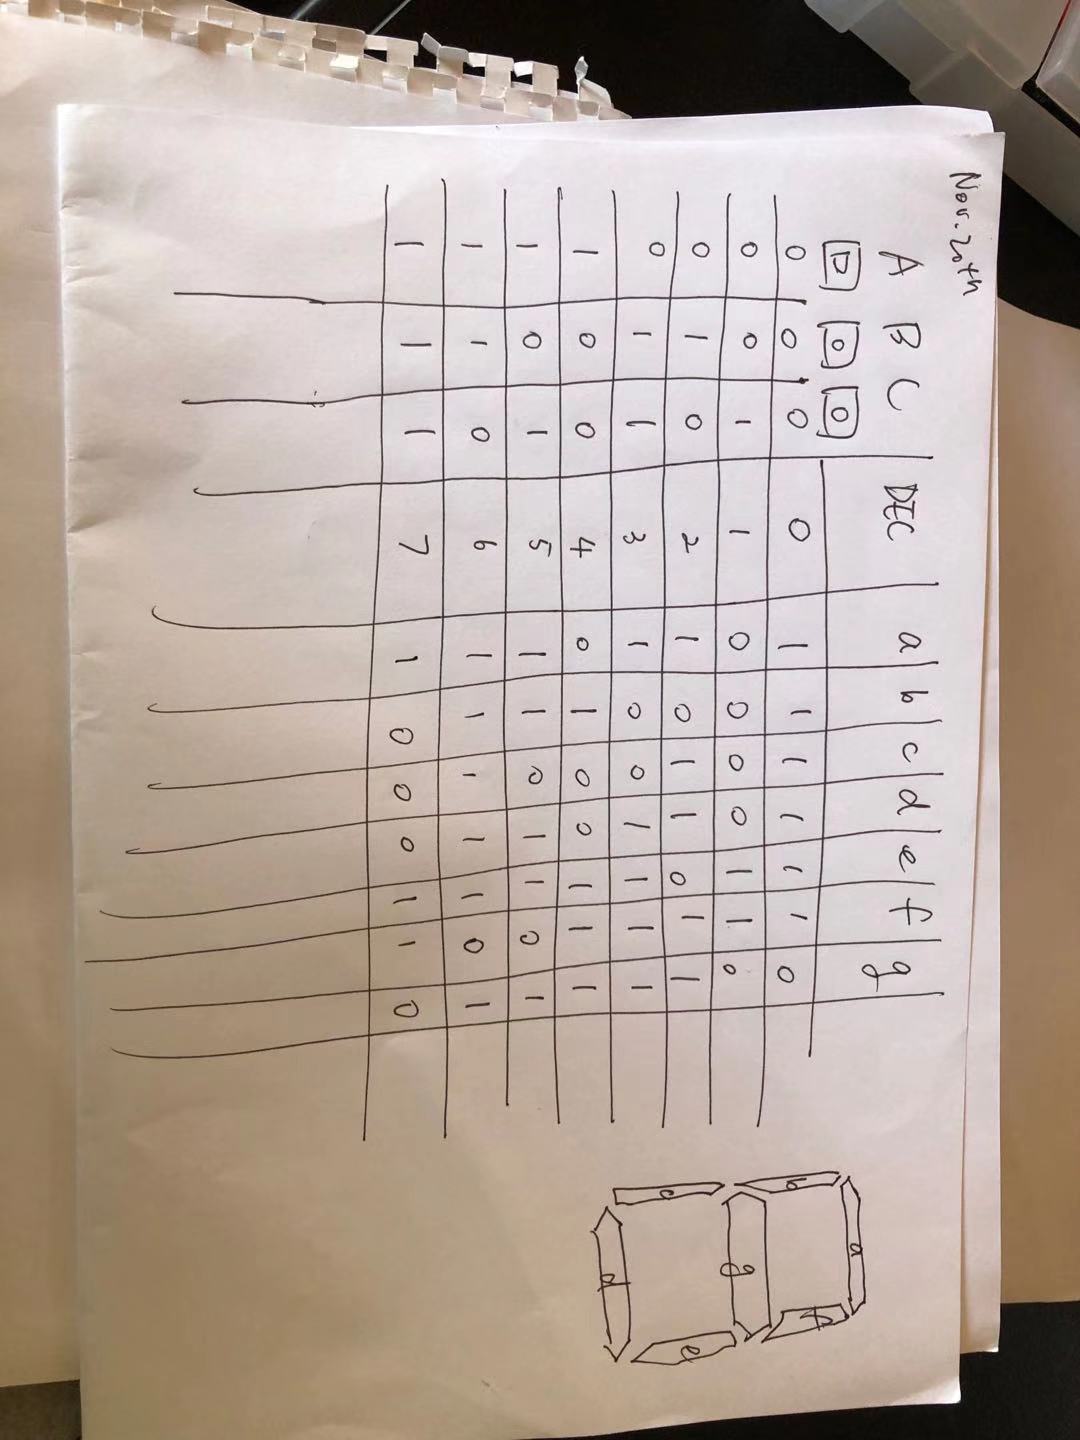 Nov. 20th
A B C DEC a b c d e f g
0 0 0
0 0 0 0 1 1 1 1 1 1 0
0 0 1 1 0 0 0 0 1 1 0
0 1 0 2 1 0 1 1 0 1 1
0 1 1 3 1 0 0 1 1 1 1
1 0 0 4 0 1 0 0 1 1 1
1 0 1 5 1 1 0 1 1 0 1
1 1 0 6 1 1 1 1 1 0 1
1 1 1 7 1 0 0 0 1 1 0
a
b f
g
c e
d